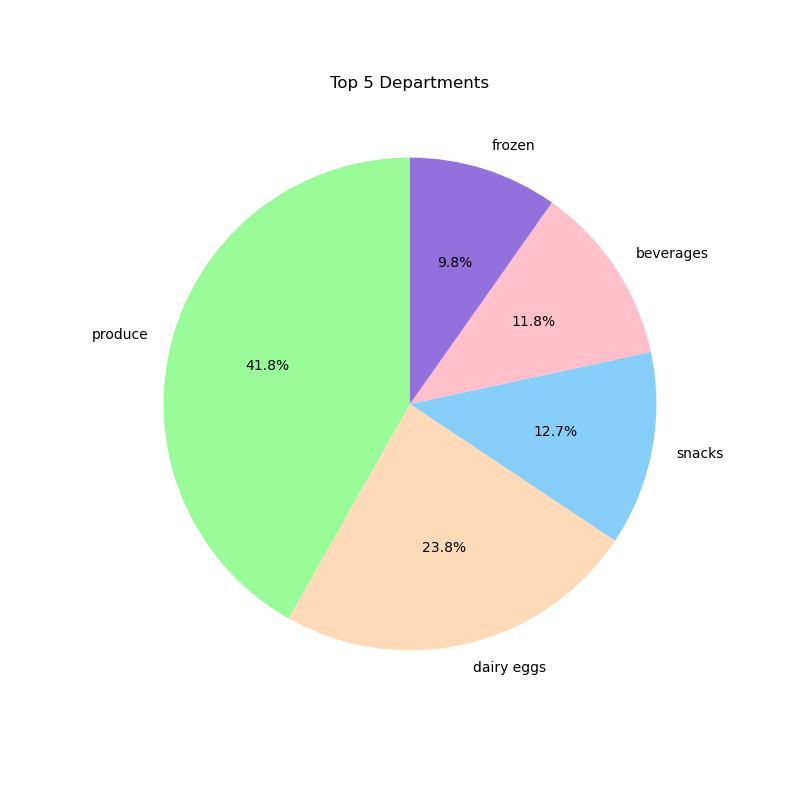 Top 5 Departments
frozen
beverages
9.8%
11.8%
produce
41.8%
12.7%
snacks
23.8%
dairy eggs